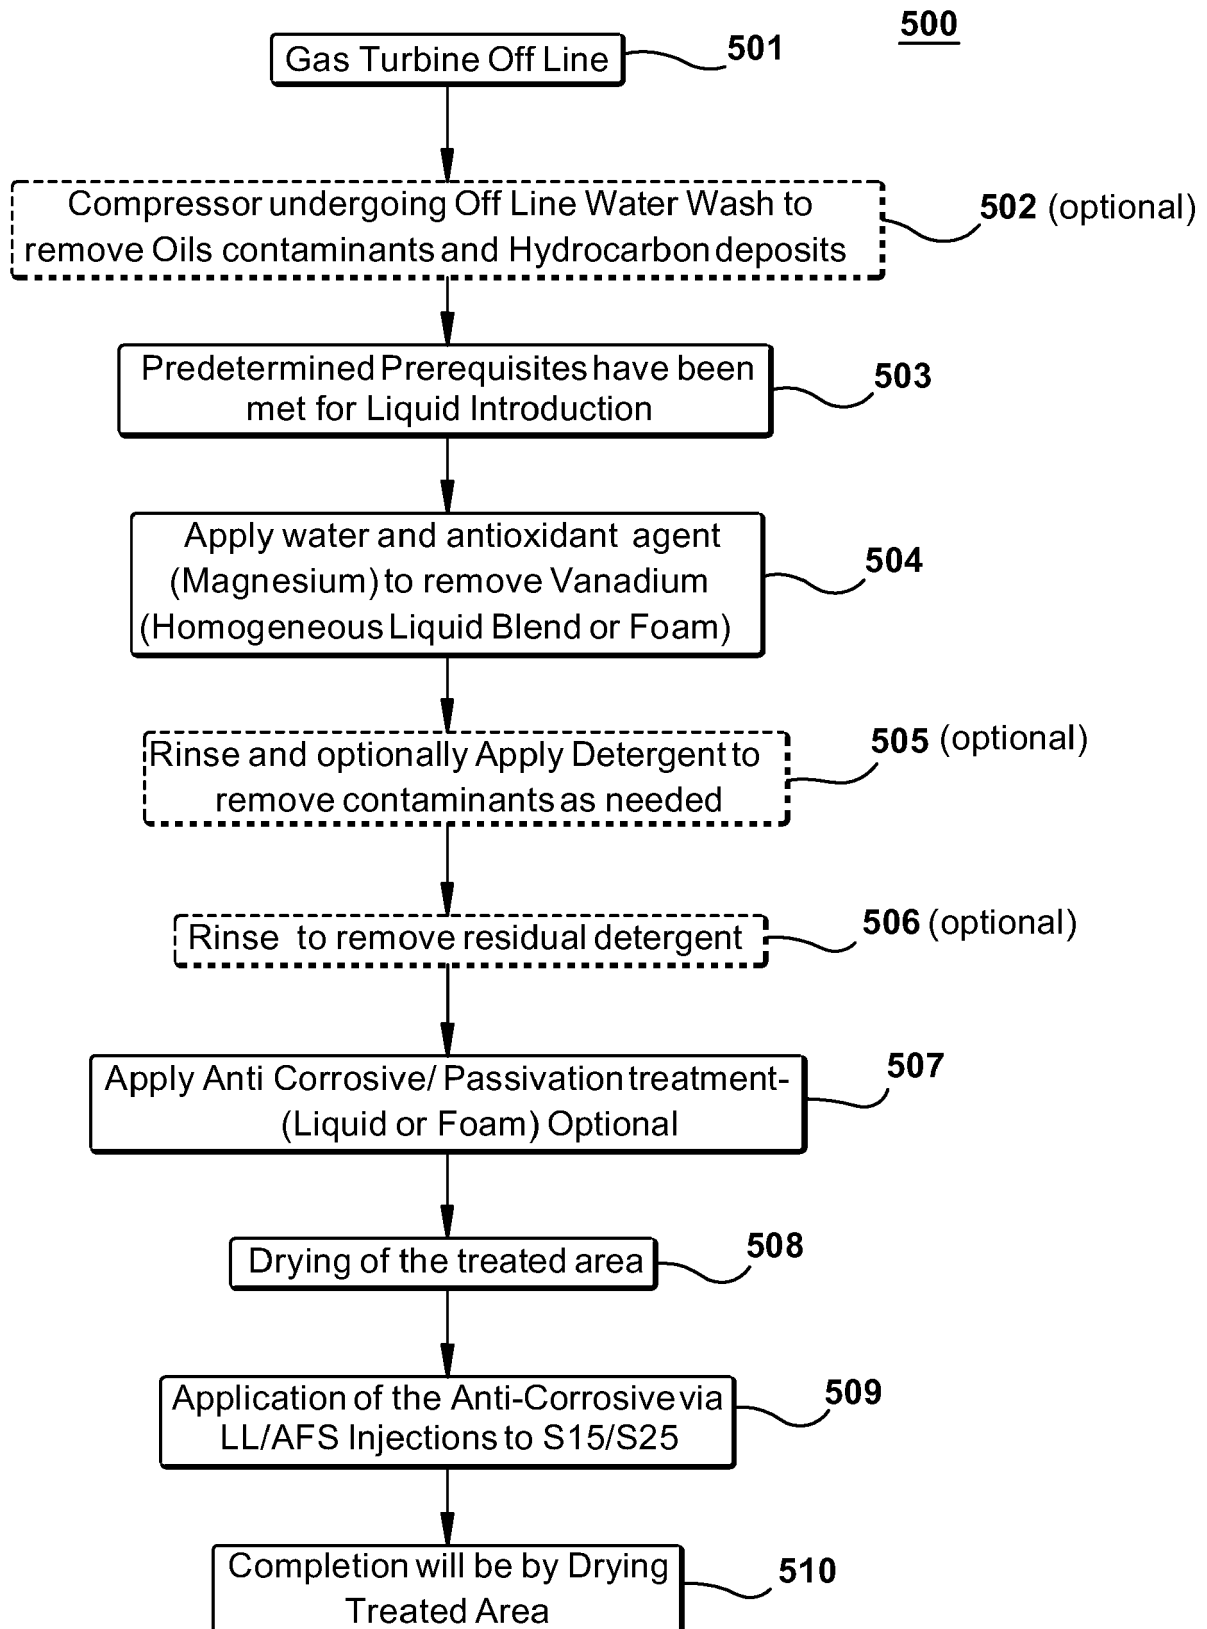 500
Gas Turbine Off Line
501
Compressor undergoing Off Line Water Wash to
remove Oils contaminants and Hydrocarbon deposits
502 (optional)
Predetermined Prerequisites have been
met for Liquid Introduction
503
Apply water and antioxidant agent
(Magnesium) to remove Vanadium
(Homogeneous Liquid Blend or Foam)
504
Rinse and optionally Apply Detergent to
remove contaminants as needed
505 (optional)
Rinse to remove residual detergent
506 (optional)
Apply Anti Corrosive/ Passivation treatment-
(Liquid or Foam) Optional
507
Drying of the treated area
508
Application of the Anti-Corrosive via
LL/AFS Injections to S15/S25
509
Completion will be by Drying
Treated Area
510